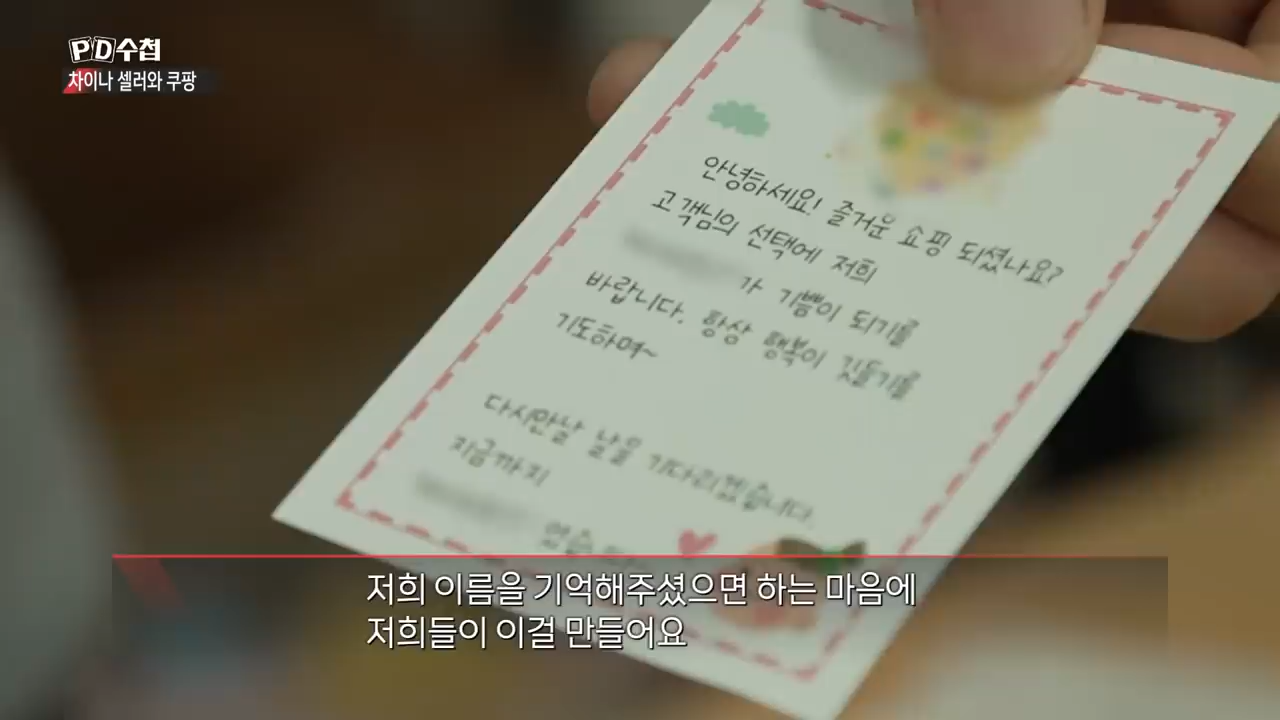 PD수첩
차이나 셀러와 쿠팡
안녕하세요! 즐거운 쇼핑 되셨나요?
고객님의 선택에 저희
가 기쁨이 되기를
바랍니다. 항상 행복이 깃들기를
기도하며~
다시만날 날을 기다리겠습니다.
지금까지
저희 이름을 기억해주셨으면 하는 마음에
저희들이 이걸 만들어요